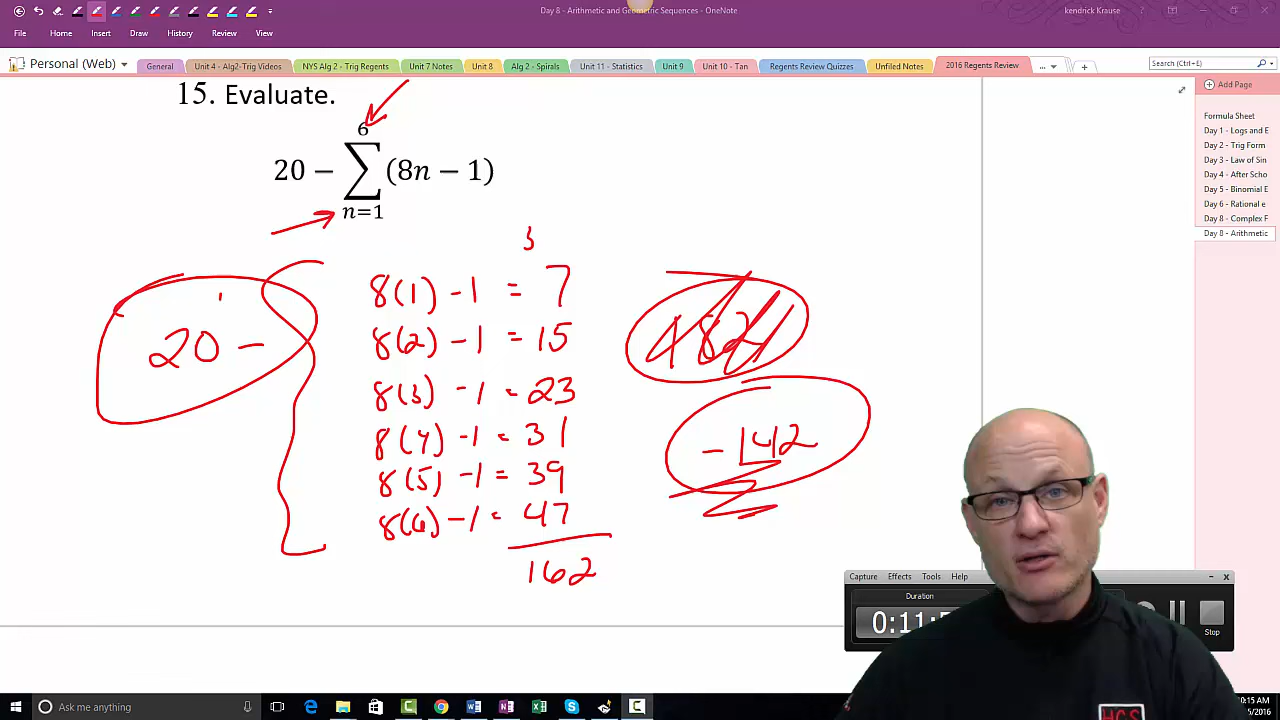 Day 8 - Arithmetic and Geometric Sequences - OneNote
kendrick Krause
File Home Insert Draw History Review View
Personal (Web) General Unit 4 - Alg2-Trig Videos NYS Alg 2 - Trig Regents Unit 7 Notes Unit 8 Alg 2 - Spirals Unit 11 - Statistics Unit 9 Unit 10 - Tan Regents Review Quizzes Unfiled Notes 2016 Regents Review ... Search (Ctrl+E)
Add Page
Formula Sheet
Day 1 - Logs and E
Day 2 - Trig Form
Day 3 - Law of Sin
Day 4 - After Scho
Day 5 - Binomial E
Day 6 - Rational e
Day 8 - Complex F
Day 8 - Arithmetic
15. Evaluate.
6
20 − ∑ (8n − 1)
n=1
20 -
8(1) -1 = 7
8(2) -1 = 15
8(3) -1 = 23
8(4) -1 = 31
8(5) -1 = 39
8(6) -1 = 47
162
182
-142
Capture Effects Tools Help
Duration
0:11:5
Stop
HCS
Ask me anything